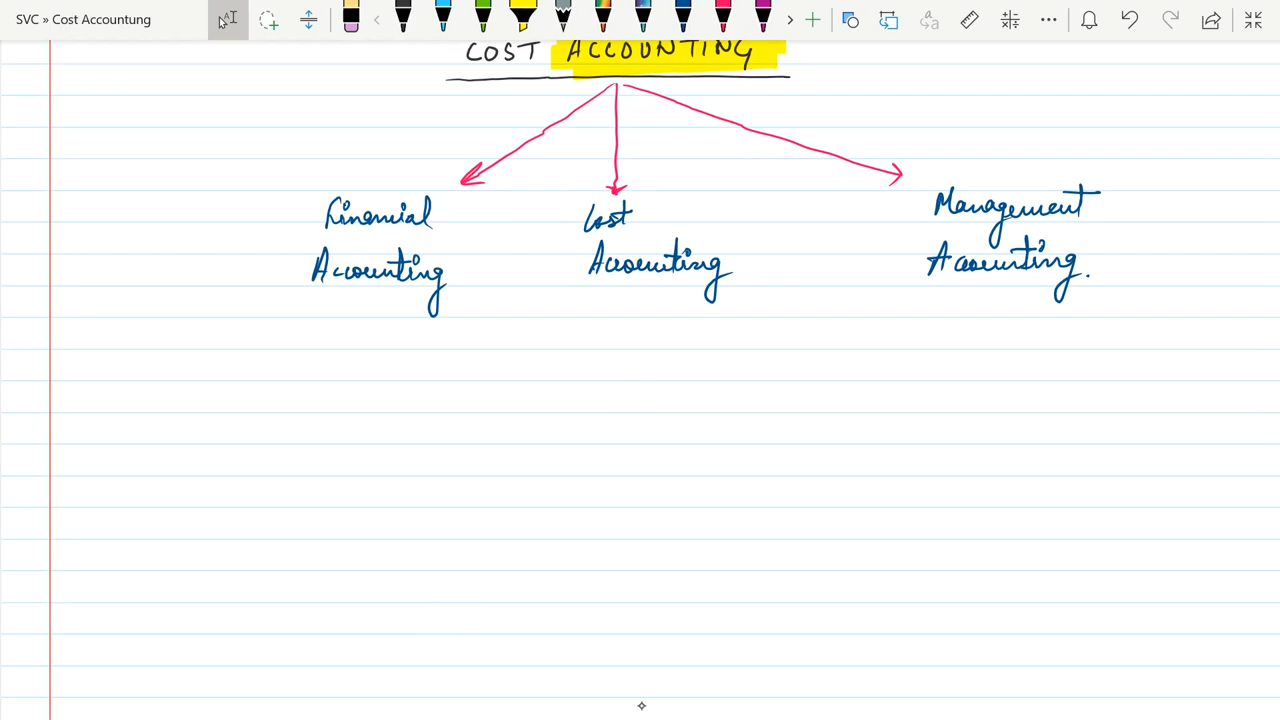 SVC » Cost Accountung
COST ACCOUNTING
Financial
Accounting
Cost
Accounting
Management
Accounting.